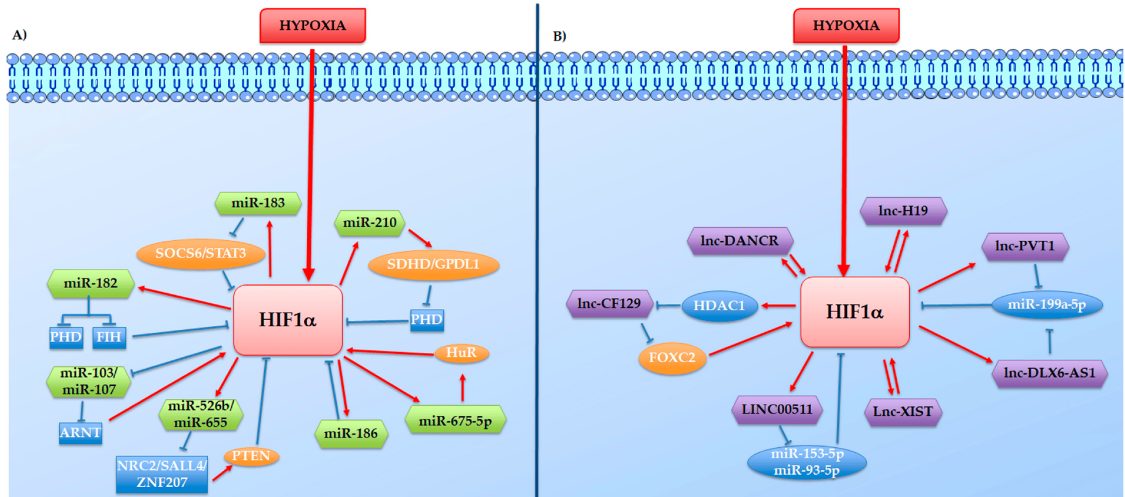 A)
HYPOXIA
miR-183
miR-210
SOCS6/STAT3
SDHD/GPDL1
miR-182
PHD
FIH
HIF1α
PHD
HuR
miR-103/
miR-107
ARNT
miR-526b/
miR-655
miR-186
miR-675-5p
NRC2/SALL4/
ZNF207
PTEN
B)
HYPOXIA
lnc-H19
lnc-DANCR
lnc-PVT1
lnc-CF129
HDAC1
HIF1α
miR-199a-5p
FOXC2
lnc-DLX6-AS1
LINC00511
Lnc-XIST
miR-153-5p
miR-93-5p